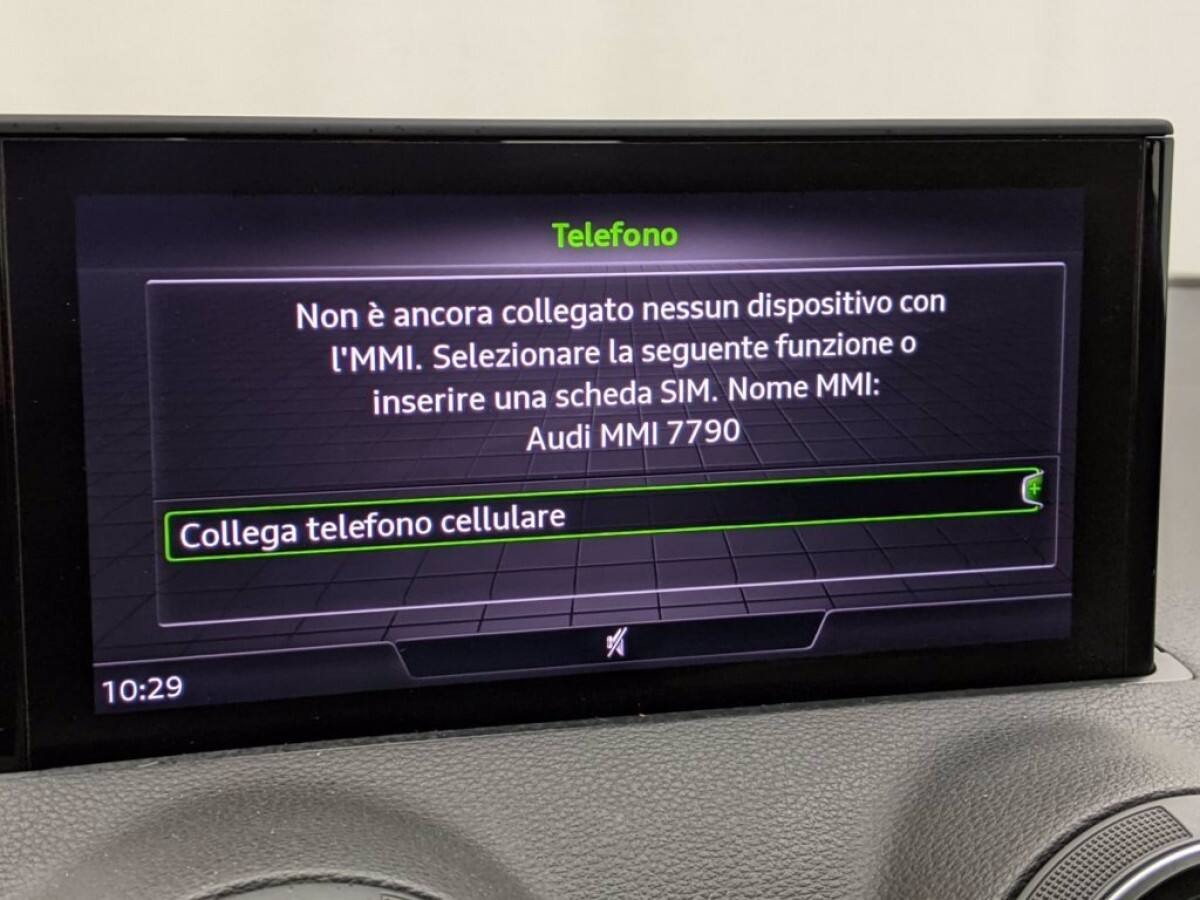 Telefono
Non è ancora collegato nessun dispositivo con
l'MMI. Selezionare la seguente funzione o
inserire una scheda SIM. Nome MMI:
Audi MMI 7790
Collega telefono cellulare
10:29